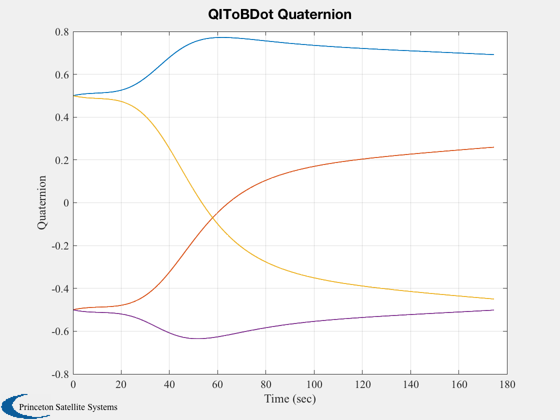 QIToBDot Quaternion
0.8
0.6
0.4
0.2
0
-0.2
-0.4
-0.6
-0.8
Quaternion
0 20 40 60 80 100 120 140 160 180
Time (sec)
Princeton Satellite Systems